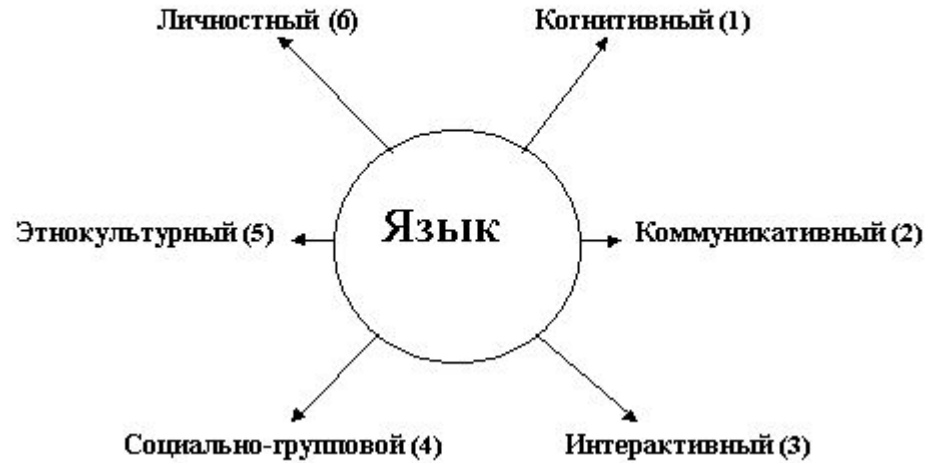 Личностный (6)
Когнитивный (1)
Язык
Этнокультурный (5)
Коммуникативный (2)
Социально-групповой (4)
Интерактивный (3)